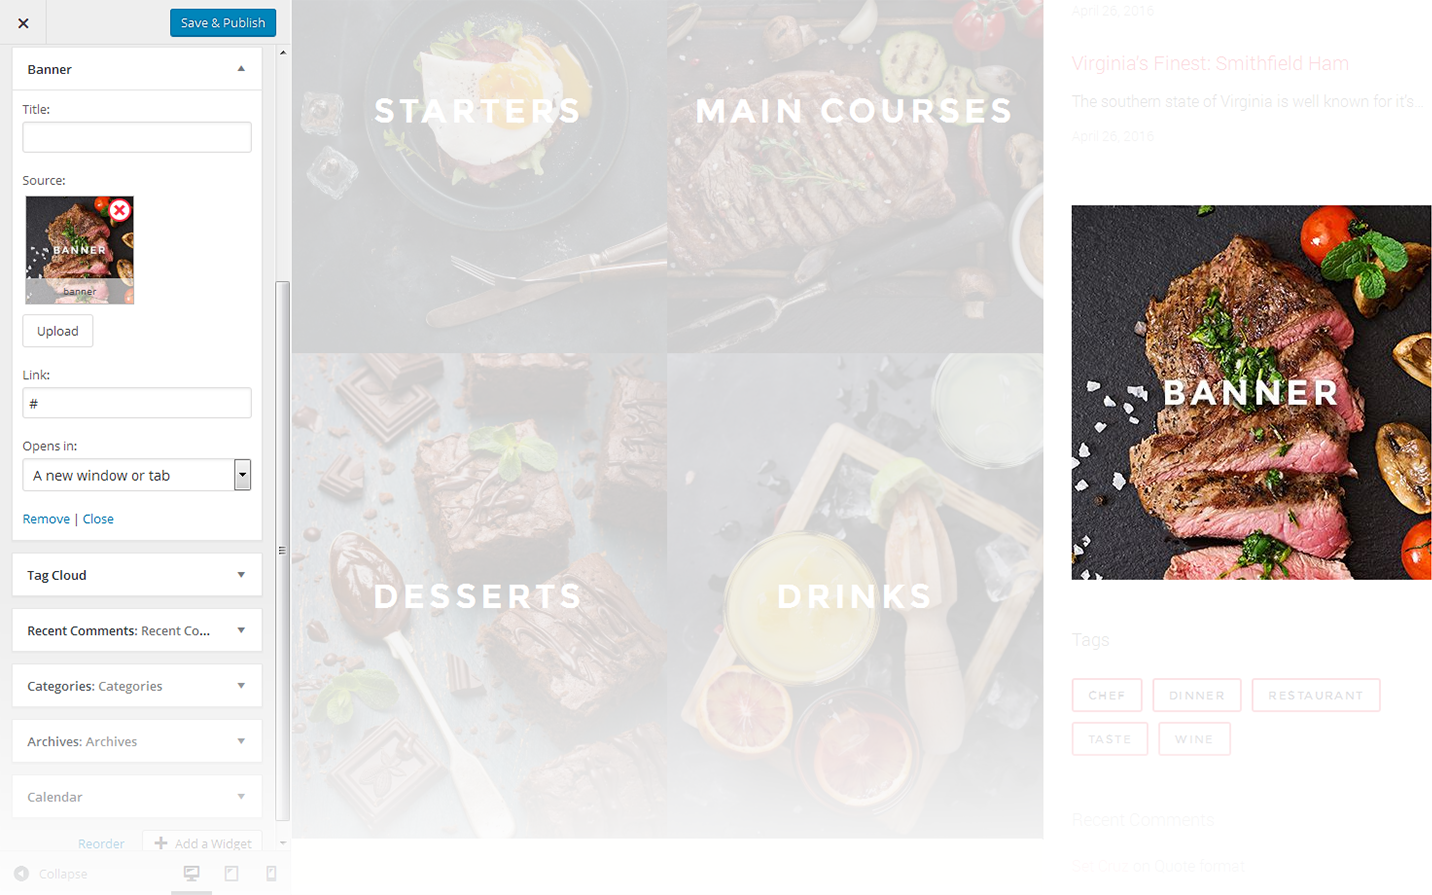 Save & Publish
Banner
Title:
Source:
BANNER
banner
Upload
Link:
#
Opens in:
A new window or tab
Remove | Close
Tag Cloud
Recent Comments: Recent Co...
Categories: Categories
Archives: Archives
Calendar
Reorder
Add a Widget
Collapse
STARTERS
MAIN COURSES
DESSERTS
DRINKS
April 26, 2016
Virginia's Finest: Smithfield Ham
The southern state of Virginia is well known for it's...
April 26, 2016
BANNER
Tags
CHEF DINNER RESTAURANT
TASTE WINE
Recent Comments
on Quote format